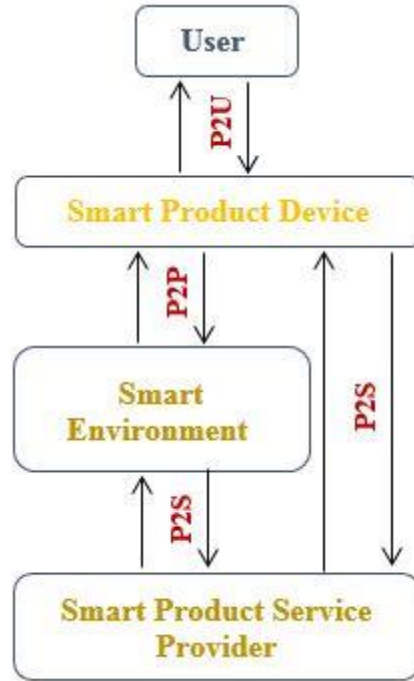 User
P2U
Smart Product Device
P2P
Smart
Environment
P2S
P2S
Smart Product Service
Provider